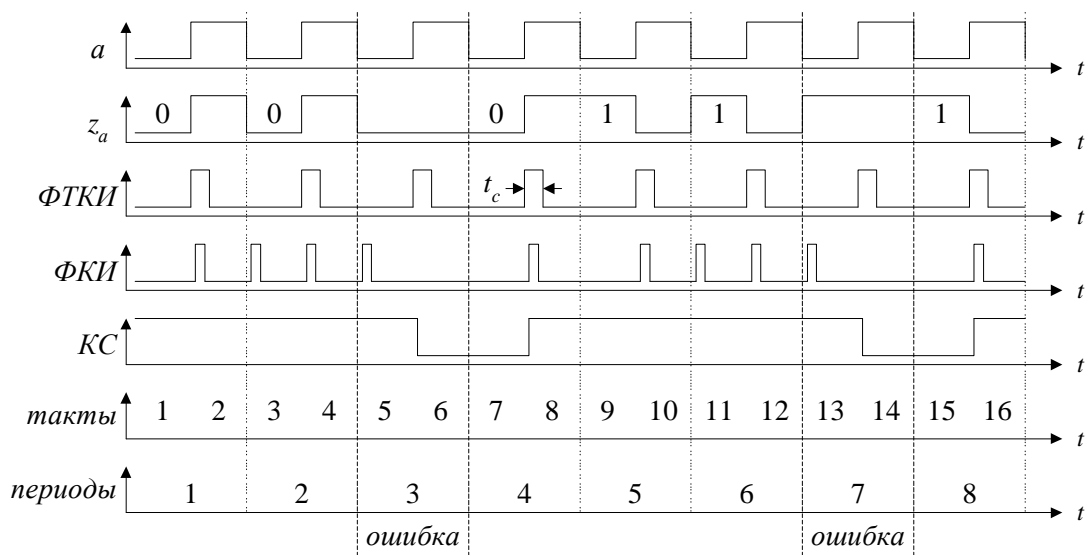 a t
z_a 0 0 0 1 1 1 t
ФТКИ t_c t
ФКИ t
КС t
такты 1 2 3 4 5 6 7 8 9 10 11 12 13 14 15 16 t
периоды 1 2 3 4 5 6 7 8 t
ошибка ошибка